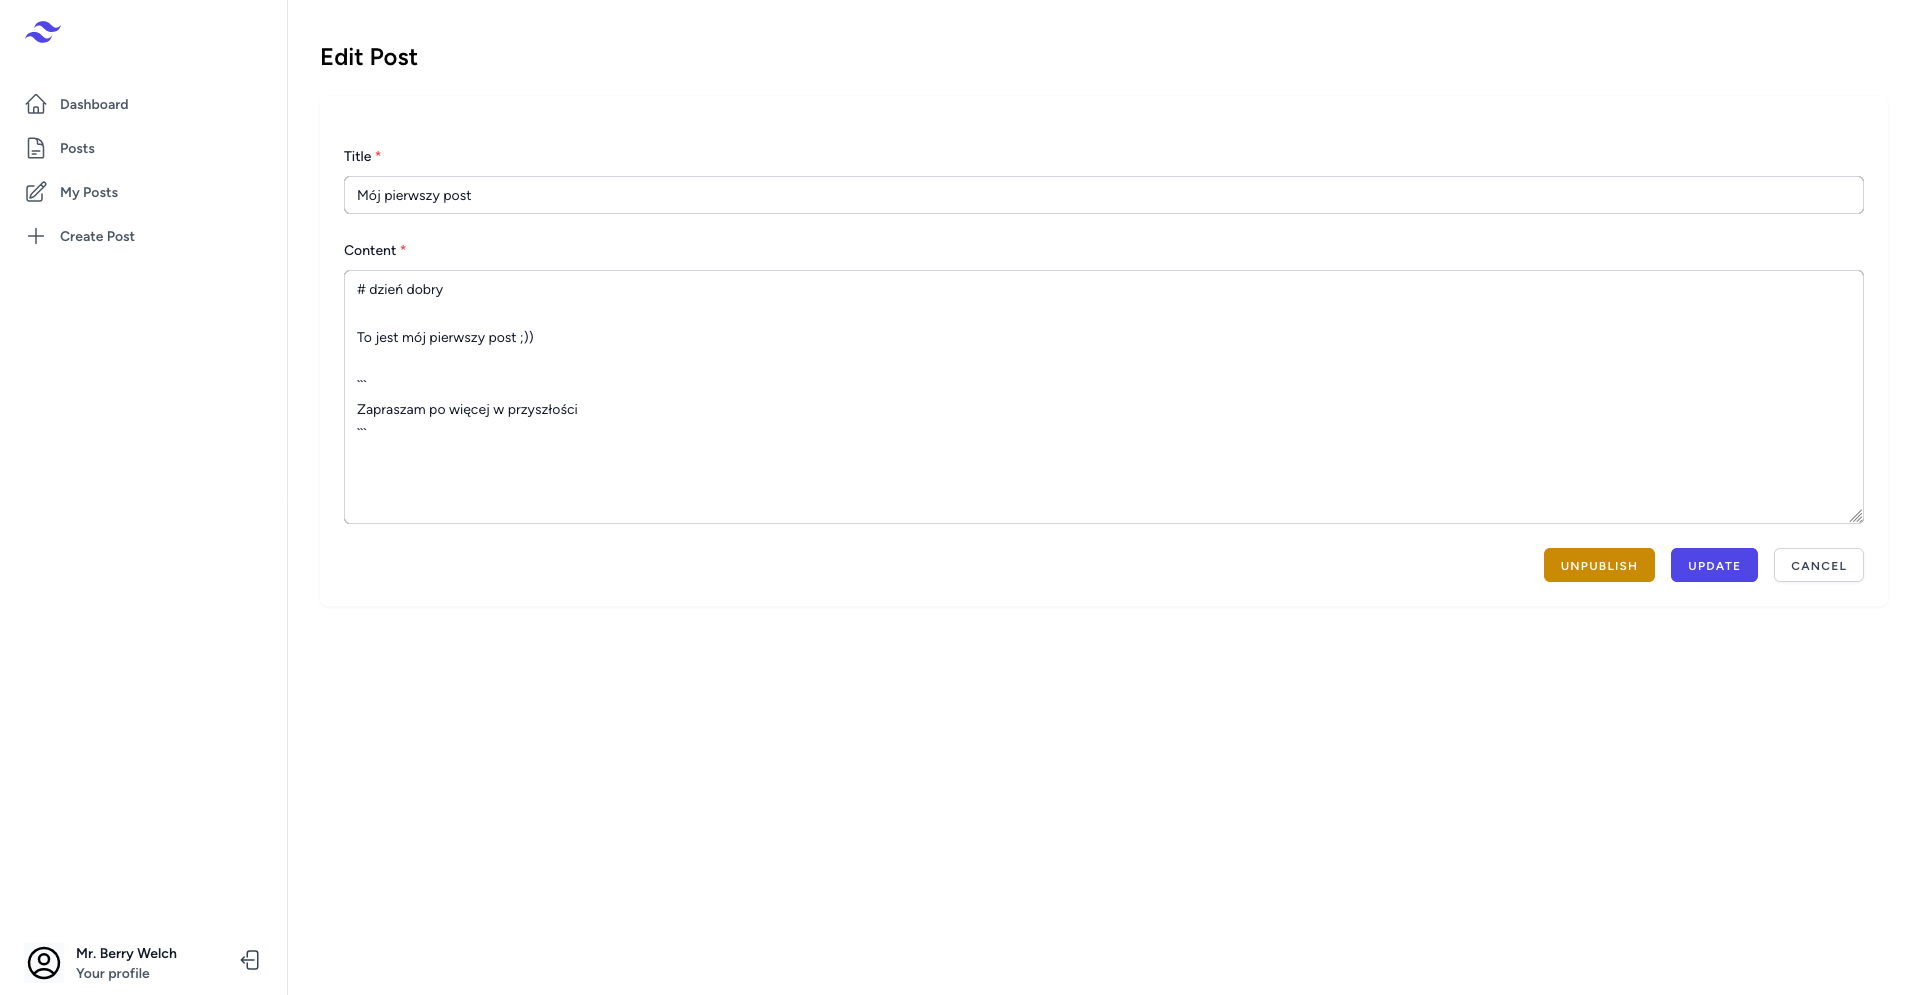 Dashboard
Posts
My Posts
Create Post
Mr. Berry Welch
Your profile
Edit Post
Title *
Mój pierwszy post
Content *
# dzień dobry
To jest mój pierwszy post ;))
```
Zapraszam po więcej w przyszłości
```
UNPUBLISH
UPDATE
CANCEL